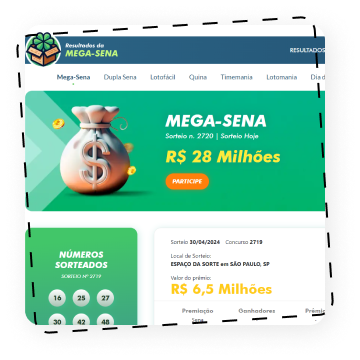 Resultados da
MEGA-SENA
RESULTADOS
Mega-Sena Dupla Sena Lotofácil Quina Timemania Lotomania Dia d
MEGA-SENA
Sorteio n. 2720 | Sorteio Hoje
R$ 28 Milhões
PARTICIPE
NÚMEROS
SORTEADOS
SORTEIO Nº 2719
16 25 27
30 42 48
Sorteio 30/04/2024 Concurso 2719
Local de Sorteio:
ESPAÇO DA SORTE em SÃO PAULO, SP
Valor do prêmio:
R$ 6,5 Milhões
Premiação Ganhadores Prêmio
Sena